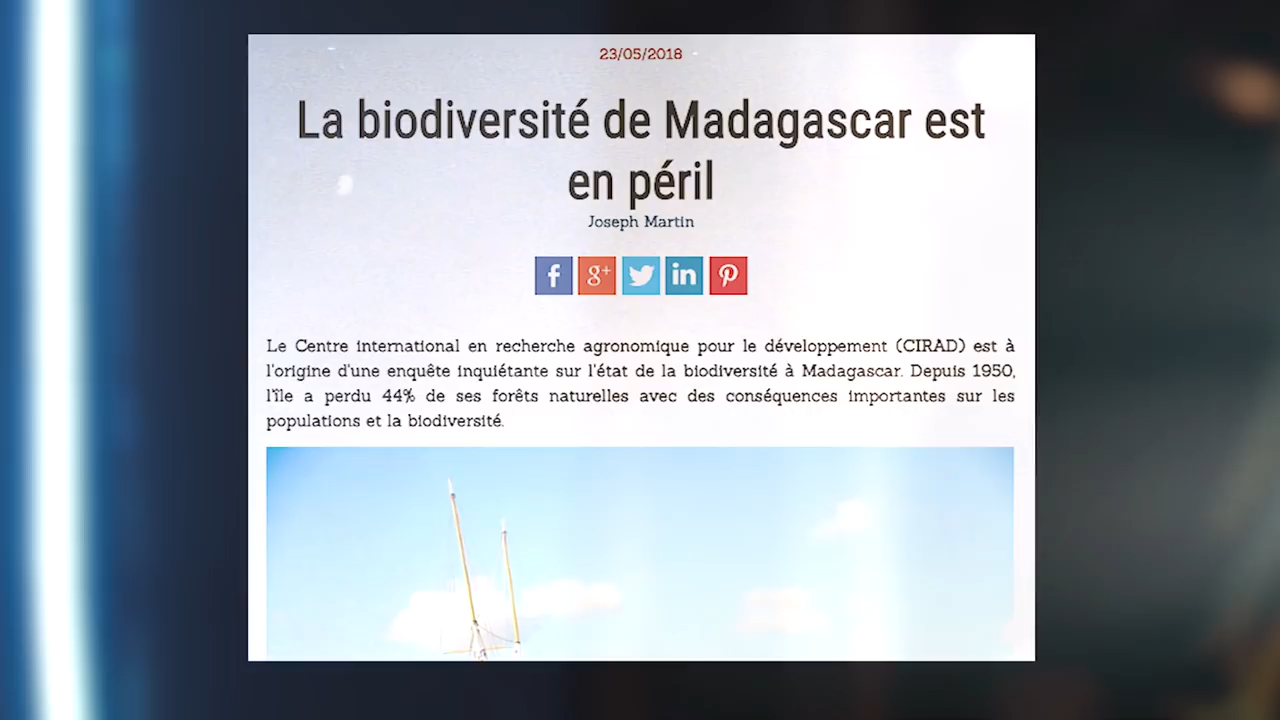 23/05/2018
La biodiversité de Madagascar est
en péril
Joseph Martin
f g+ in
Le Centre international en recherche agronomique pour le développement (CIRAD) est à
l'origine d'une enquête inquiétante sur l'état de la biodiversité à Madagascar. Depuis 1950,
l'île a perdu 44% de ses forêts naturelles avec des conséquences importantes sur les
populations et la biodiversité.